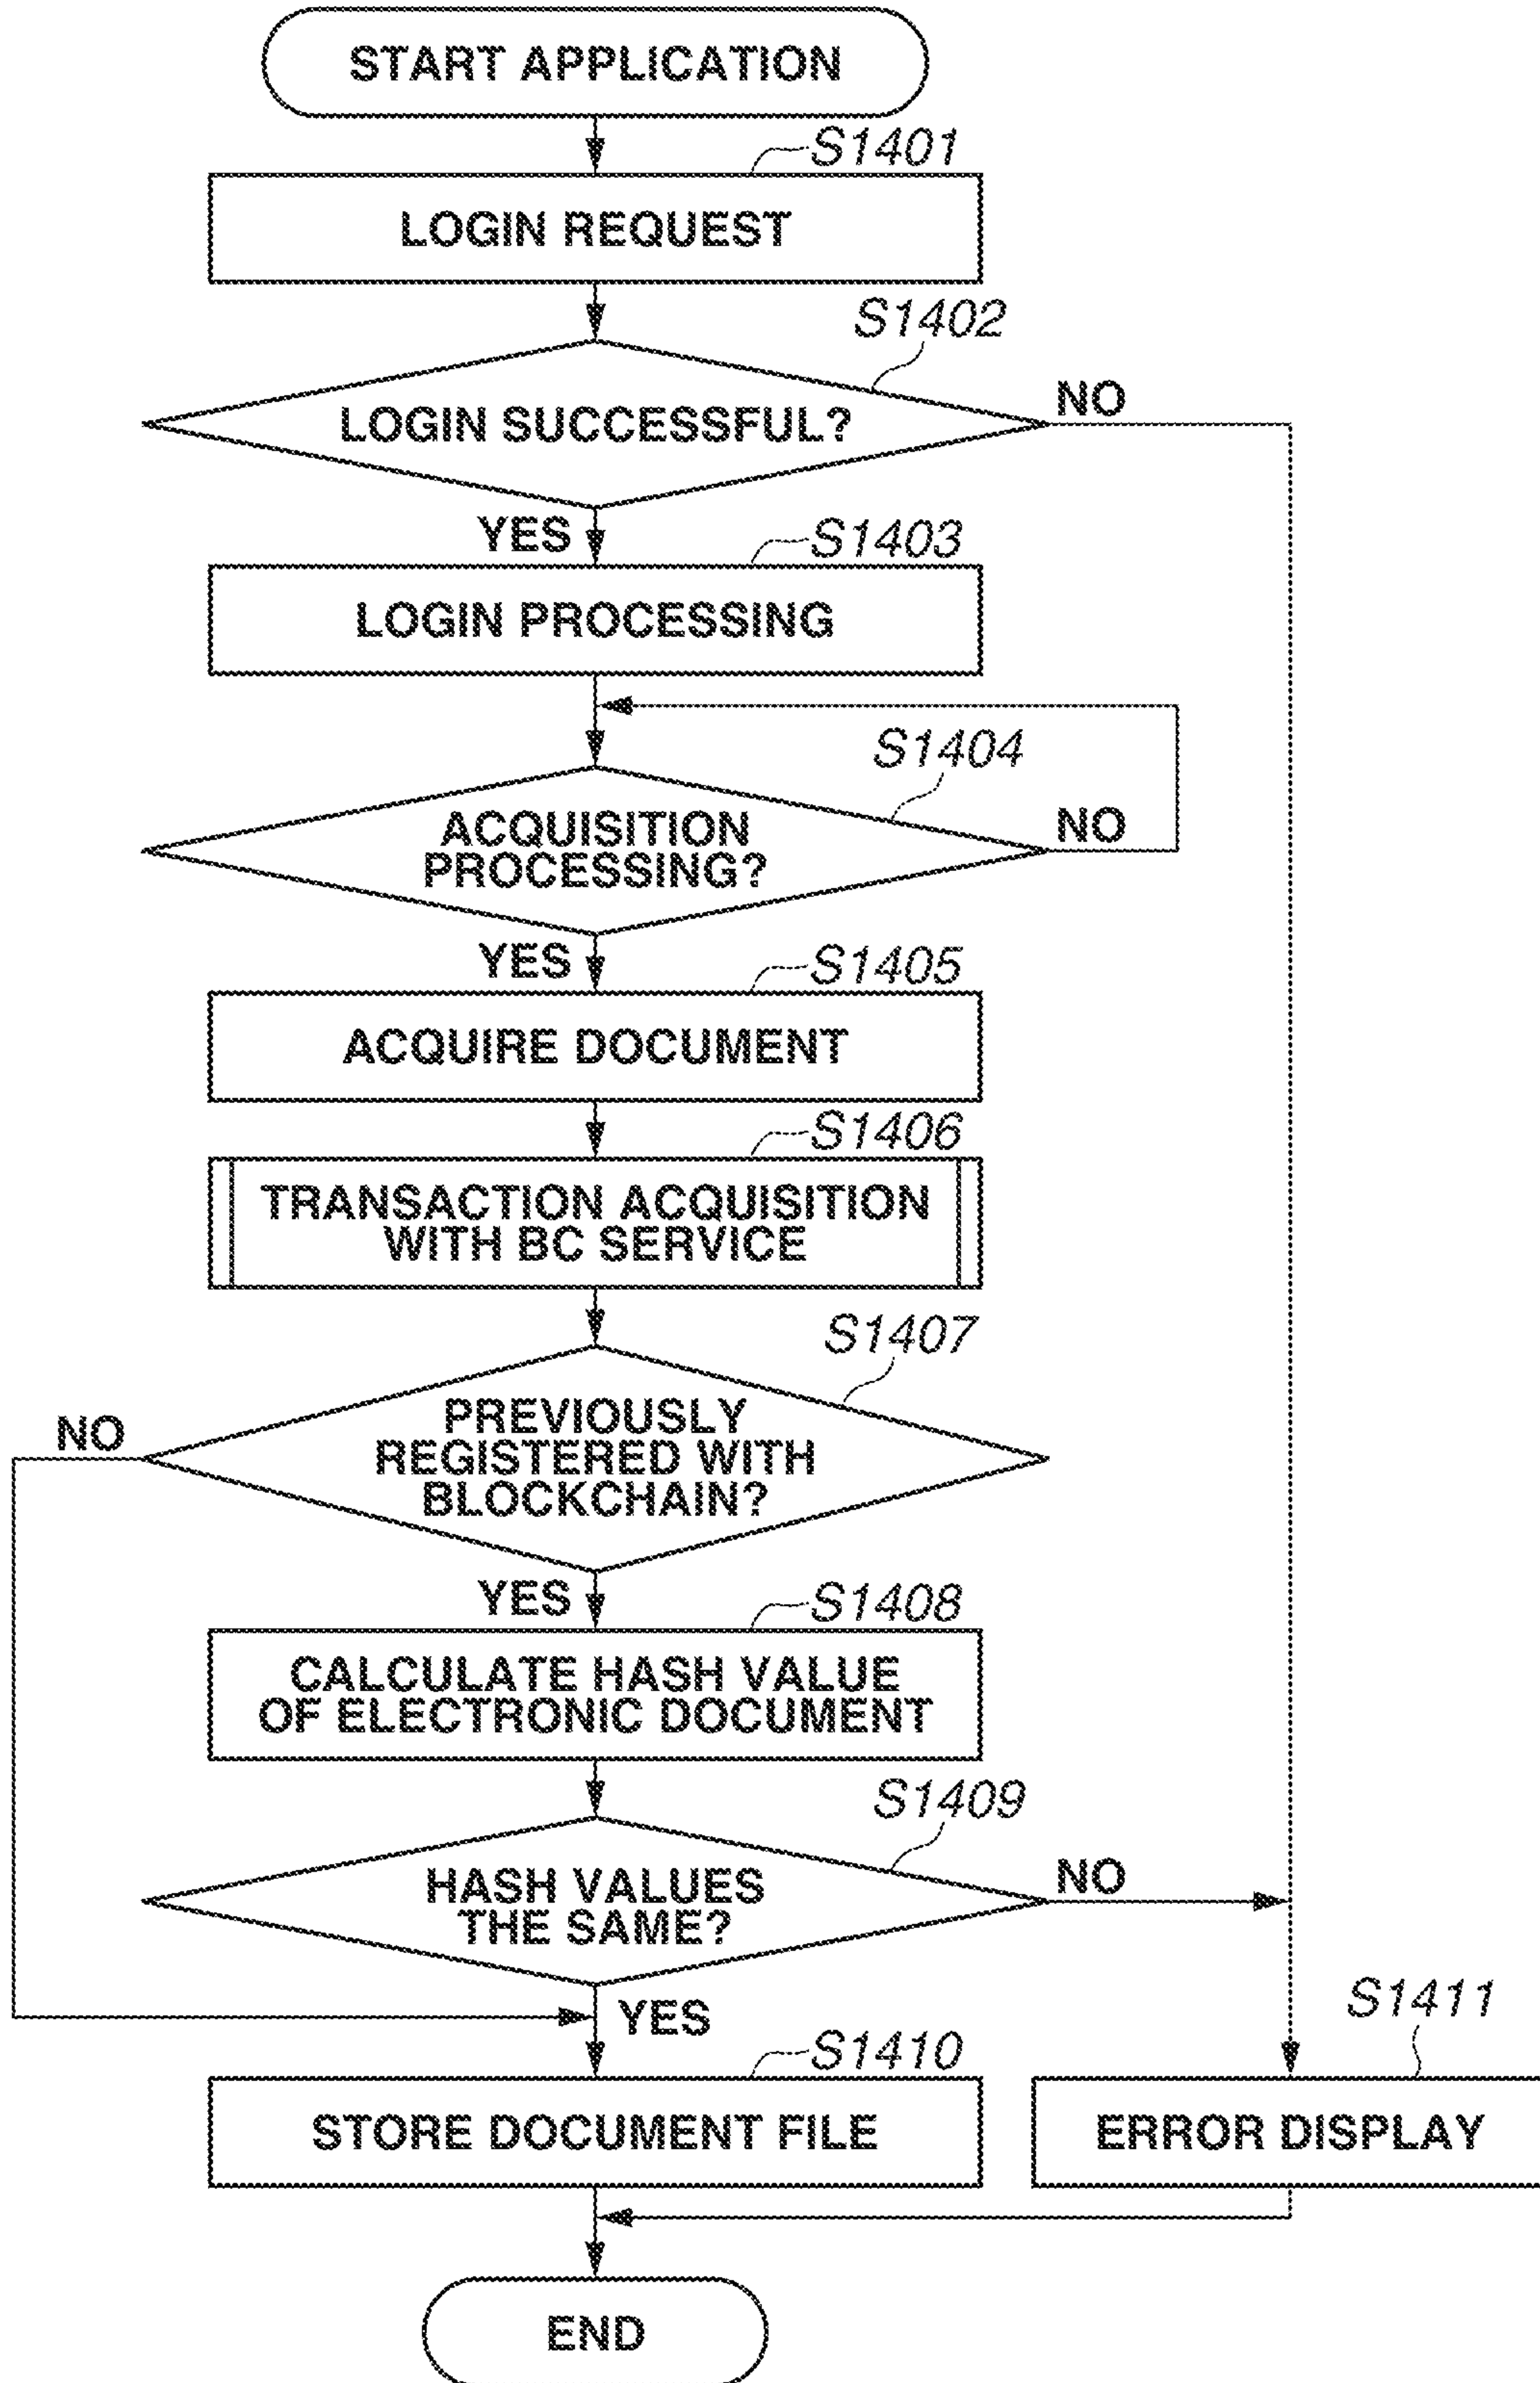 START APPLICATION
S1401
LOGIN REQUEST
S1402
LOGIN SUCCESSFUL?
NO
YES
S1403
LOGIN PROCESSING
S1404
ACQUISITION
PROCESSING?
NO
YES
S1405
ACQUIRE DOCUMENT
S1406
TRANSACTION ACQUISITION
WITH BC SERVICE
S1407
NO
PREVIOUSLY
REGISTERED WITH
BLOCKCHAIN?
YES
S1408
CALCULATE HASH VALUE
OF ELECTRONIC DOCUMENT
S1409
HASH VALUES
THE SAME?
NO
YES
S1411
S1410
STORE DOCUMENT FILE
ERROR DISPLAY
END